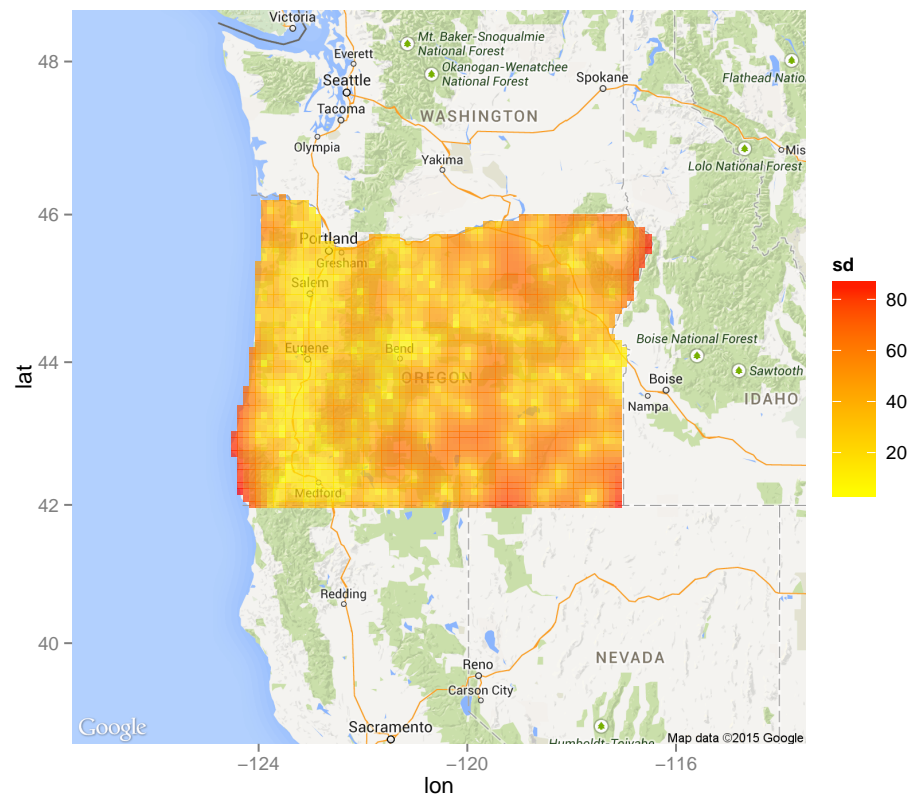 Victoria
48
Everett
Mt. Baker-Snoqualmie
National Forest
Okanogan-Wenatchee
National Forest
Seattle
Spokane
Flathead Natio
Tacoma
WASHINGTON
Olympia
Yakima
Mis
Lolo National Forest
46
Portland
Gresham
Salem
sd
80
60
40
20
Boise National Forest
Eugene
Bend
44
OREGON
Sawtooth
Boise
Nampa
IDAHO
lat
Medford
42
Redding
40
NEVADA
Reno
Carson City
Sacramento
Google
Humboldt-Toiyabe
Map data ©2015 Google
−124
−120
−116
lon